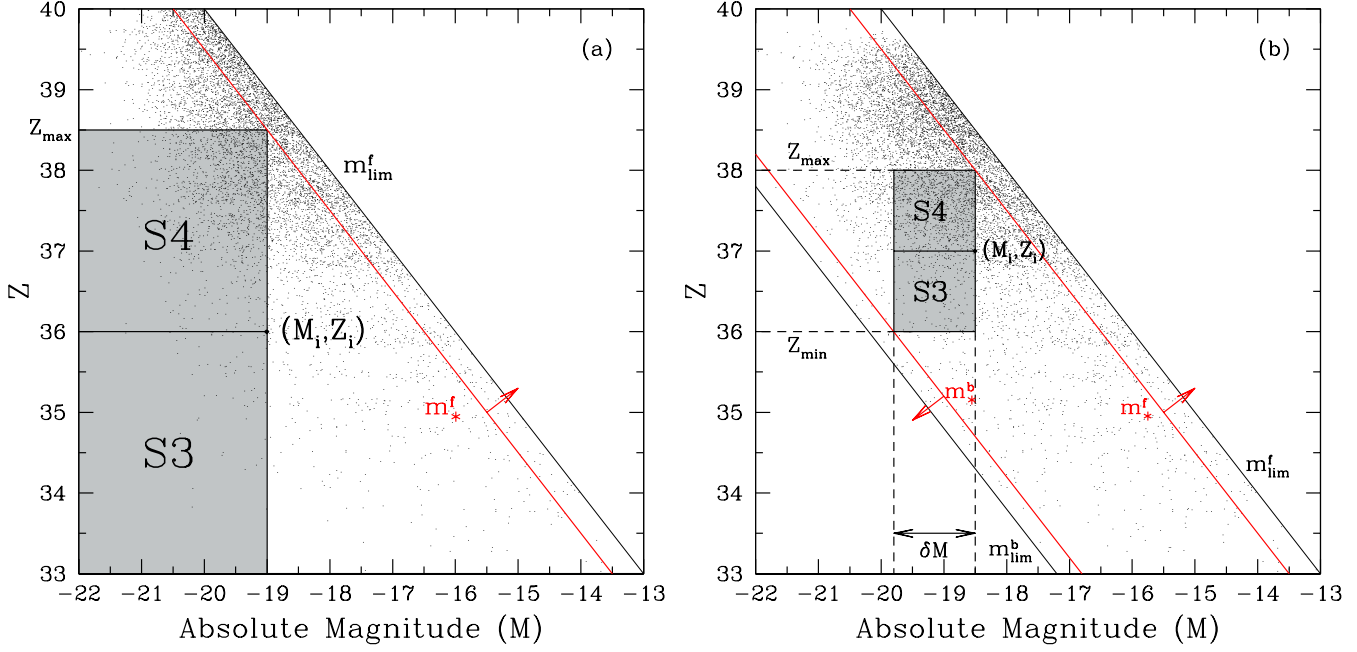 (a)
40
39
Z_max
38
m^f_lim
S4
37
Z
36
(M_i,Z_i)
35
m^f_*
S3
34
33
-22 -21 -20 -19 -18 -17 -16 -15 -14 -13
Absolute Magnitude (M)
(b)
40
39
Z_max
38
S4
37
(M_i,Z_i)
Z
S3
36
Z_min
m^b_*
35
m^f_*
34
m^f_lim
δM
m^b_lim
33
-22 -21 -20 -19 -18 -17 -16 -15 -14 -13
Absolute Magnitude (M)